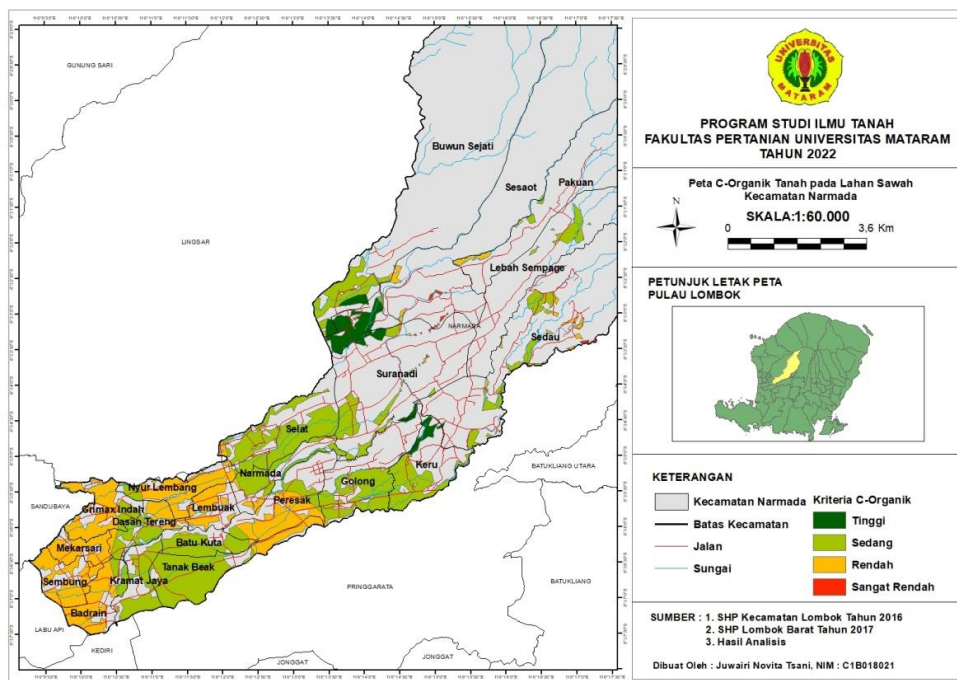 GUNUNG SARI
LINGSAR
Buwun Sejati
Sesaot
Pakuan
Lebah Sempage
NARMADA
Sedau
Suranadi
Selat
Narmada
Keru
BATUKLIANG UTARA
Golong
Peresak
Nyur Lembang
SANDUBAYA
Grimax Indah
Lembuak
Dasan Tereng
Batu Kuta
Mekarsari
Tanak Beak
Sembung
Kramat Jaya
PRINGGARATA
BATUKLIANG
Badrain
LABU API
KEDIRI
JONGGAT
JONGGAT
UNIVERSITAS
MATARAM
PROGRAM STUDI ILMU TANAH
FAKULTAS PERTANIAN UNIVERSITAS MATARAM
TAHUN 2022
Peta C-Organik Tanah pada Lahan Sawah
Kecamatan Narmada
N
SKALA:1:60.000
0 3,6 Km
PETUNJUK LETAK PETA
PULAU LOMBOK
KETERANGAN
Kecamatan Narmada
Batas Kecamatan
Jalan
Sungai
Kriteria C-Organik
Tinggi
Sedang
Rendah
Sangat Rendah
SUMBER : 1. SHP Kecamatan Lombok Tahun 2016
2. SHP Lombok Barat Tahun 2017
3. Hasil Analisis
Dibuat Oleh : Juwairi Novita Tsani, NIM : C1B018021